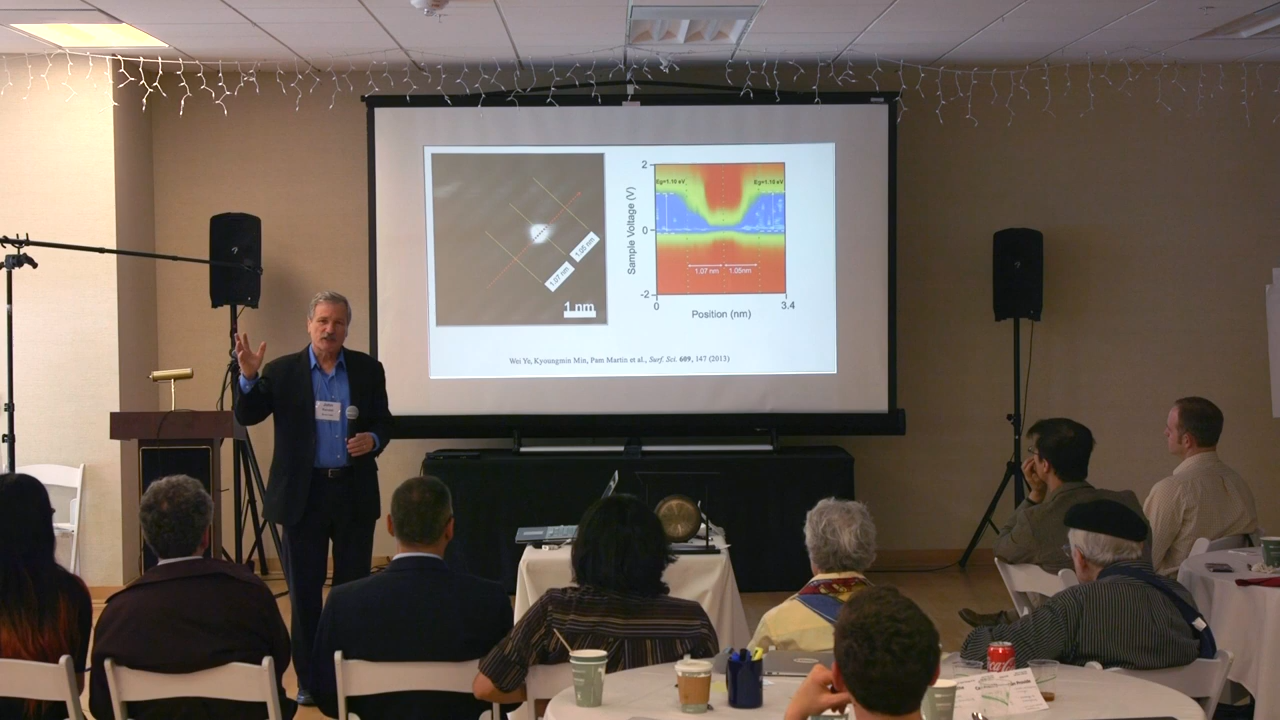 2
Eg=1.10 eV
Eg=1.10 eV
Sample Voltage (V)
0
1.07 nm
1.05nm
-2
0
3.4
Position (nm)
1.05 nm
1.07 nm
1 nm
Wei Ye, Kyoungmin Min, Pam Martin et al., Surf. Sci. 609, 147 (2013)